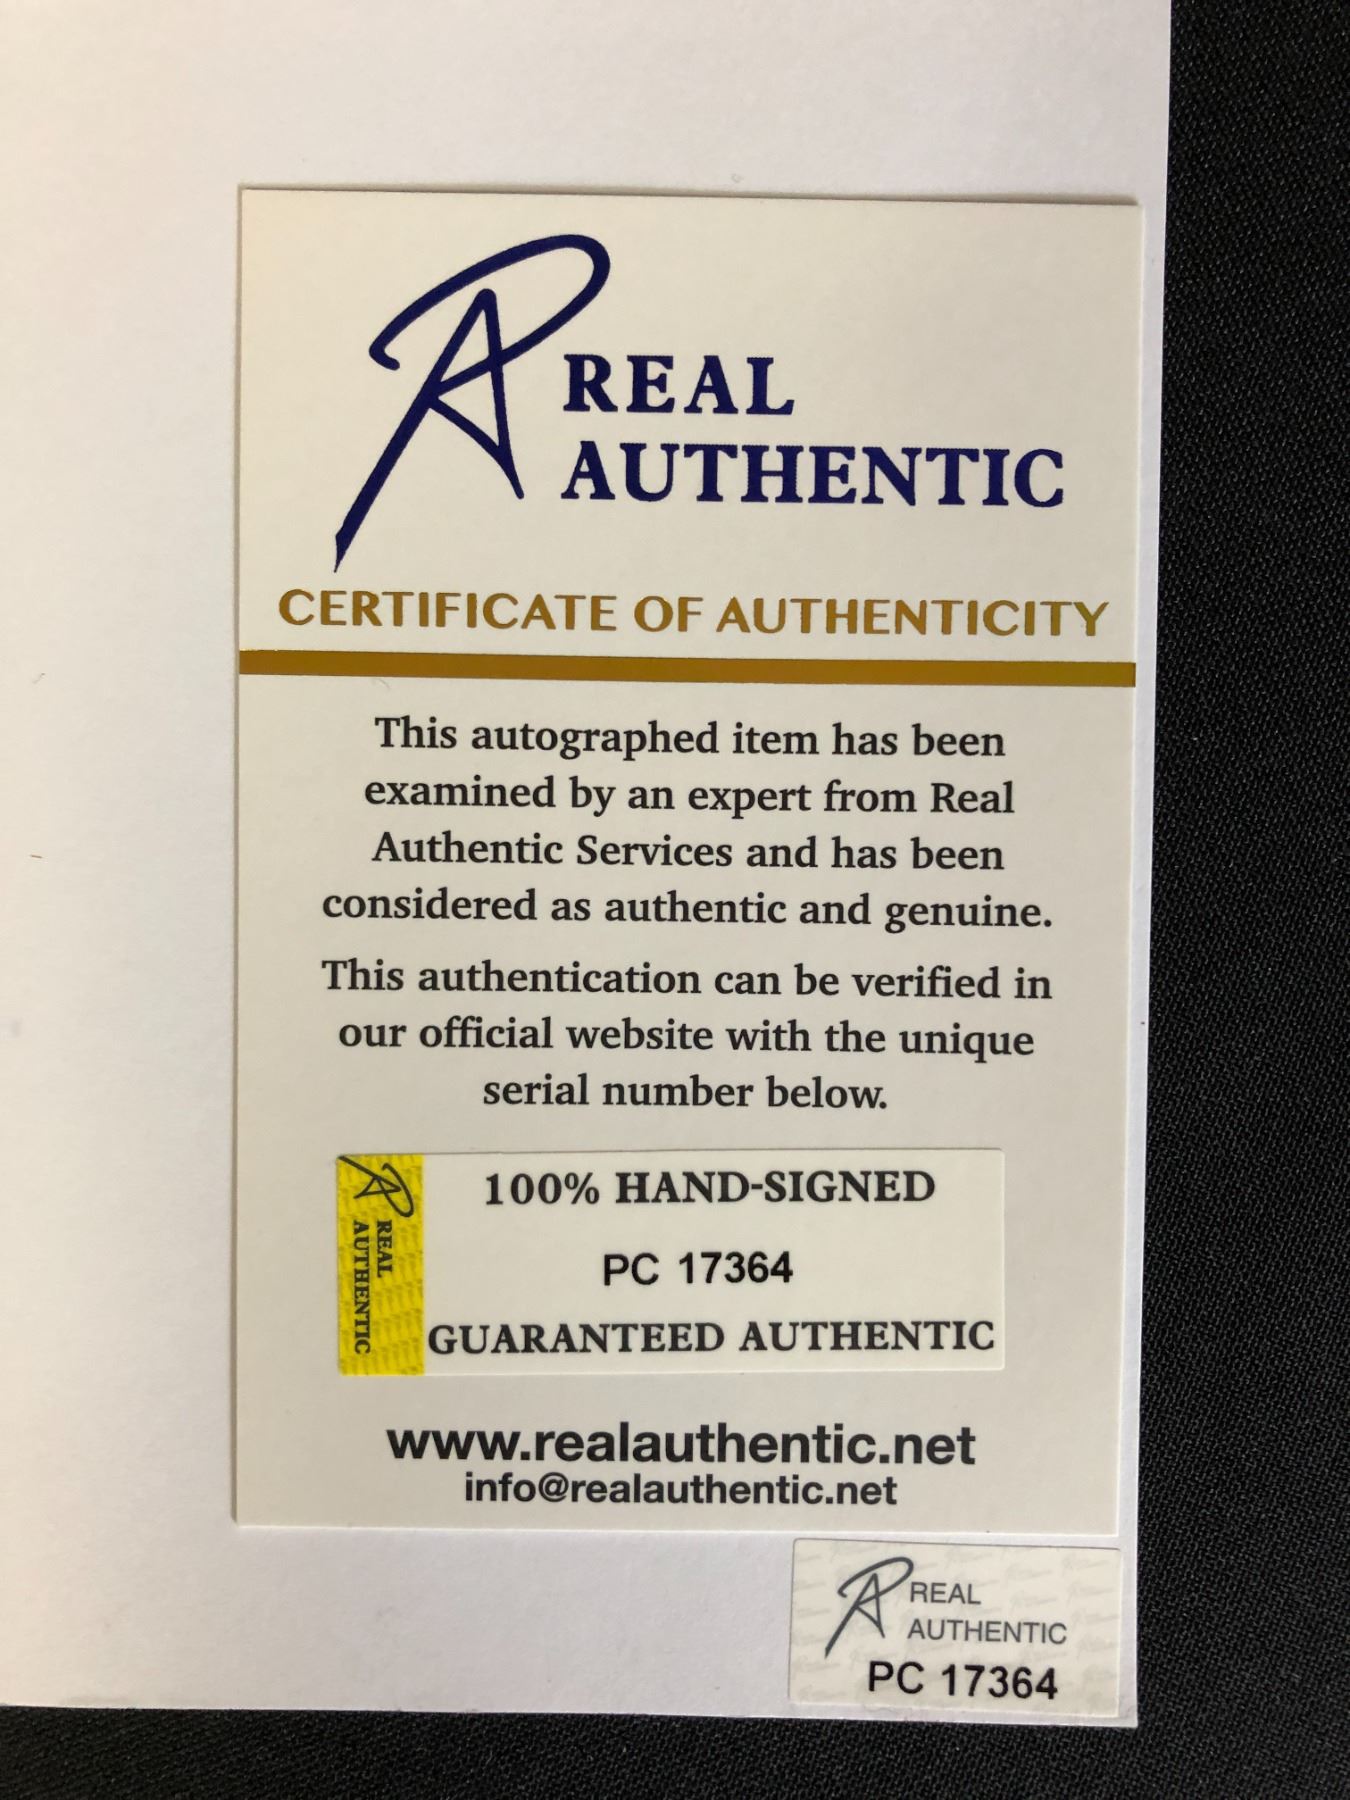 REAL
AUTHENTIC
CERTIFICATE OF AUTHENTICITY
This autographed item has been
examined by an expert from Real
Authentic Services and has been
considered as authentic and genuine.
This authentication can be verified in
our official website with the unique
serial number below.
REAL
AUTHENTIC
100% HAND-SIGNED
PC 17364
GUARANTEED AUTHENTIC
www.realauthentic.net
info@realauthentic.net
REAL
AUTHENTIC
PC 17364